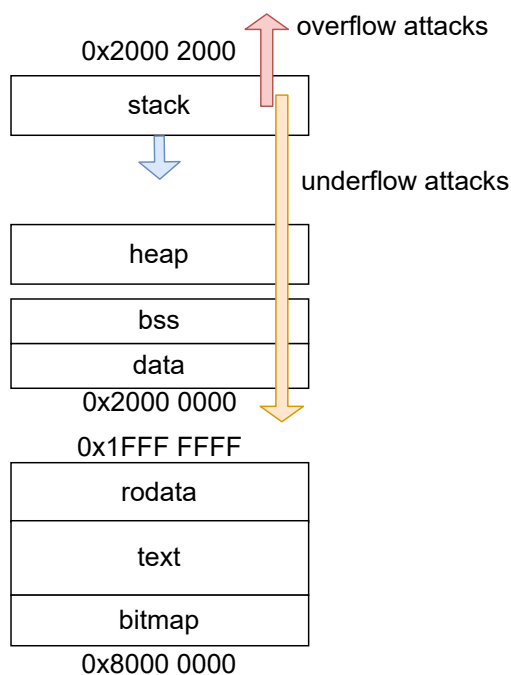 overflow attacks
0x2000 2000
stack
underflow attacks
heap
bss
data
0x2000 0000
0x1FFF FFFF
rodata
text
bitmap
0x8000 0000